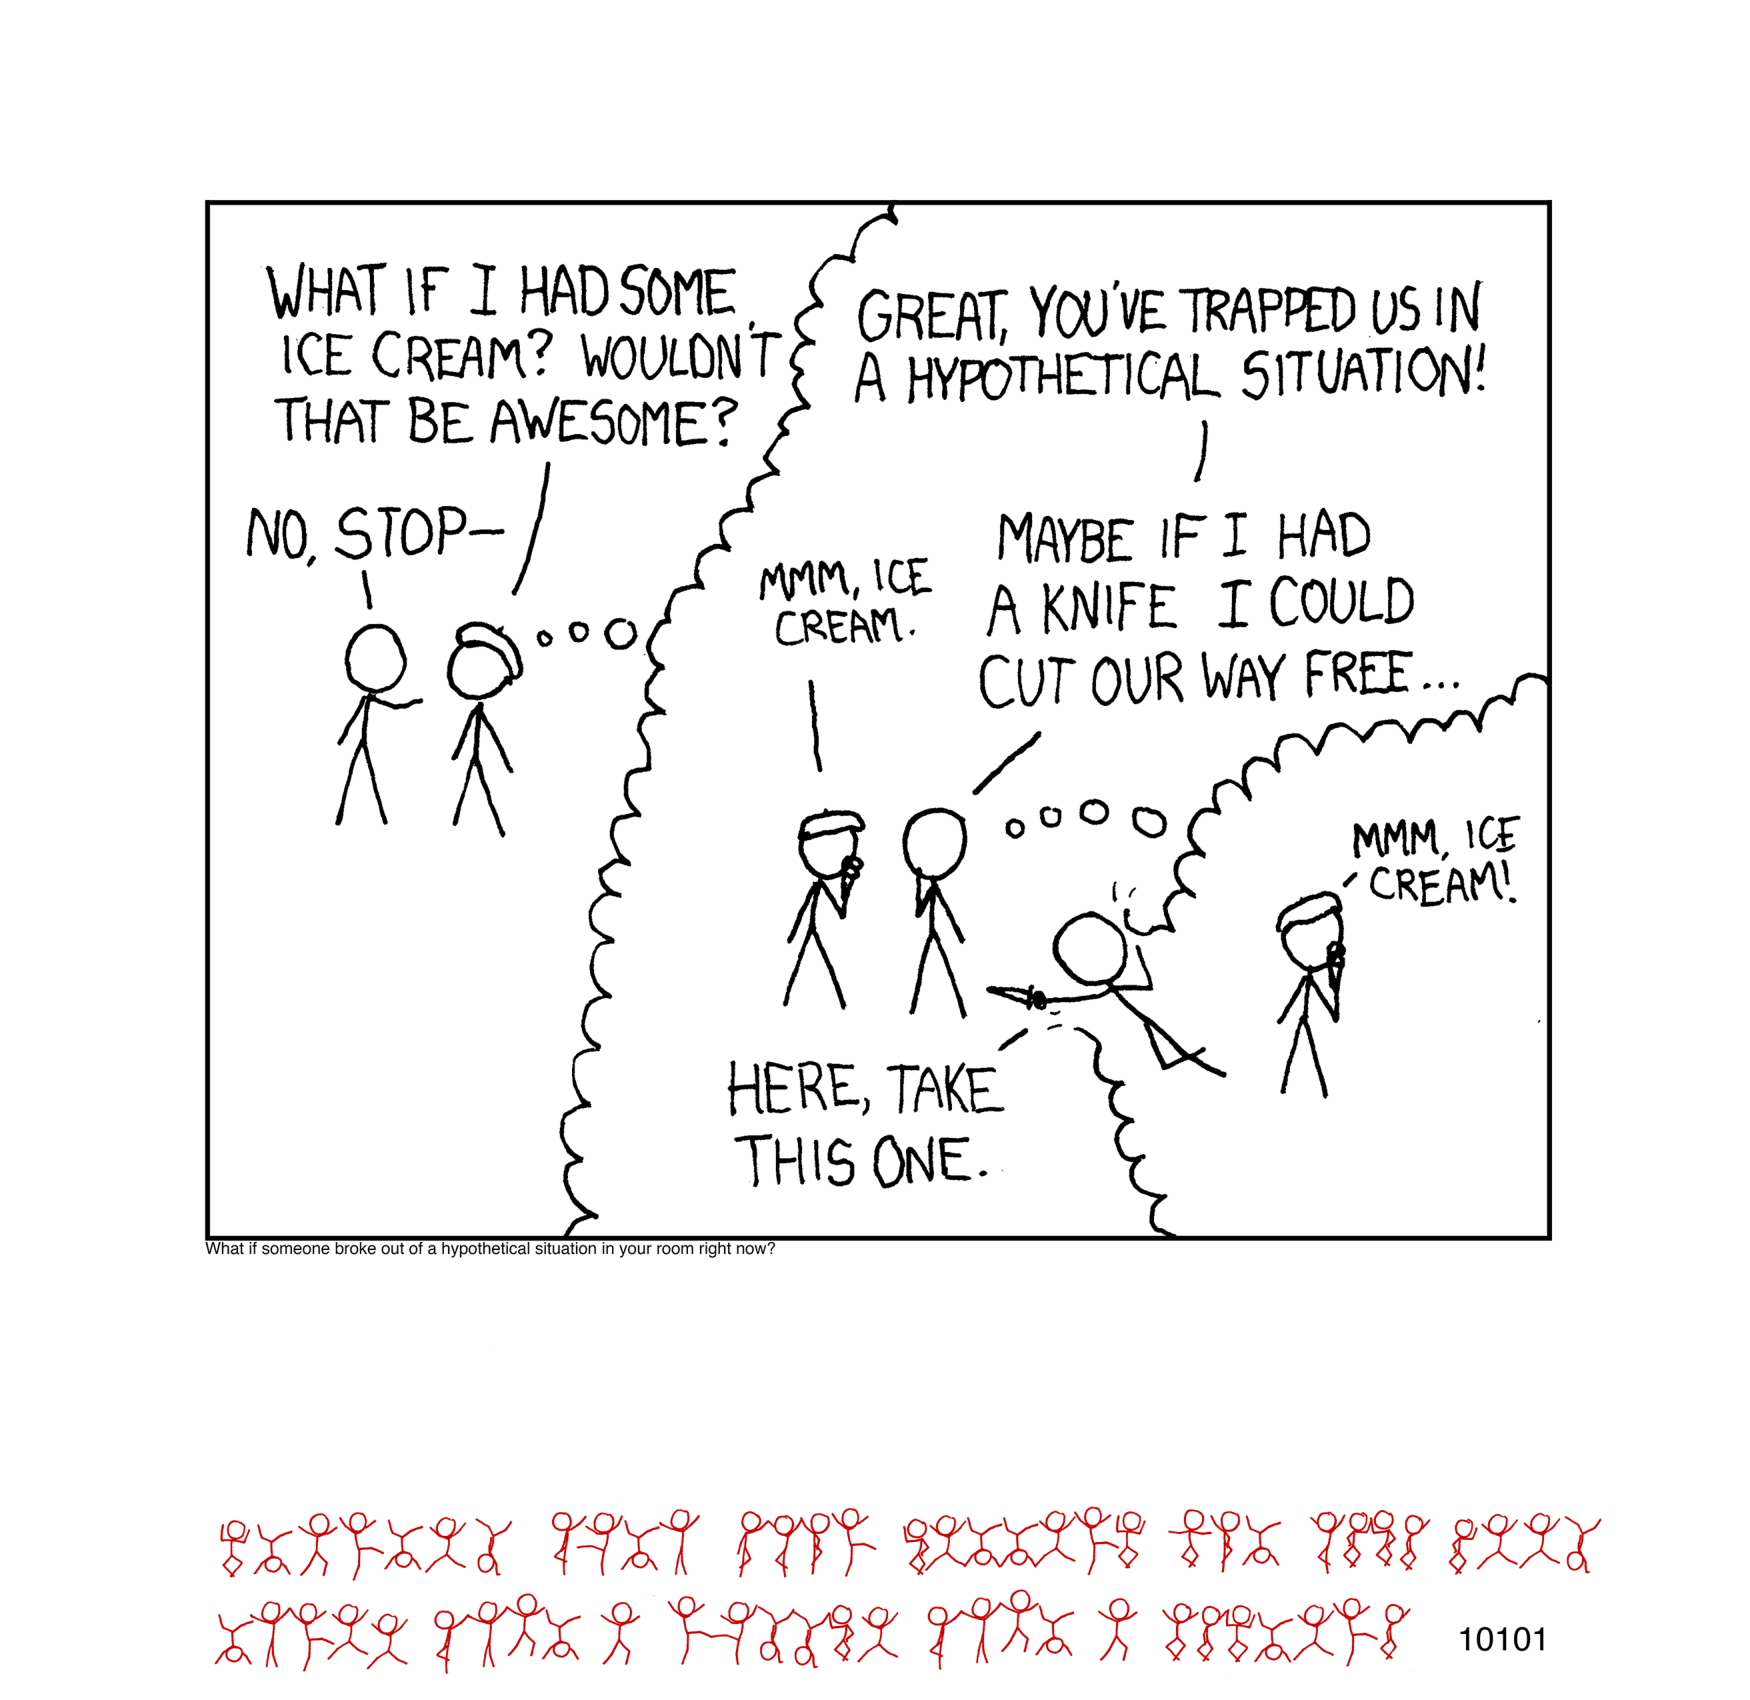 WHAT IF I HAD SOME
ICE CREAM? WOULDN'T
THAT BE AWESOME?
NO, STOP—
GREAT, YOU'VE TRAPPED US IN
A HYPOTHETICAL SITUATION!
MMM, ICE
CREAM.
MAYBE IF I HAD
A KNIFE I COULD
CUT OUR WAY FREE...
MMM, ICE
CREAM!
HERE, TAKE
THIS ONE.
What if someone broke out of a hypothetical situation in your room right now?
10101